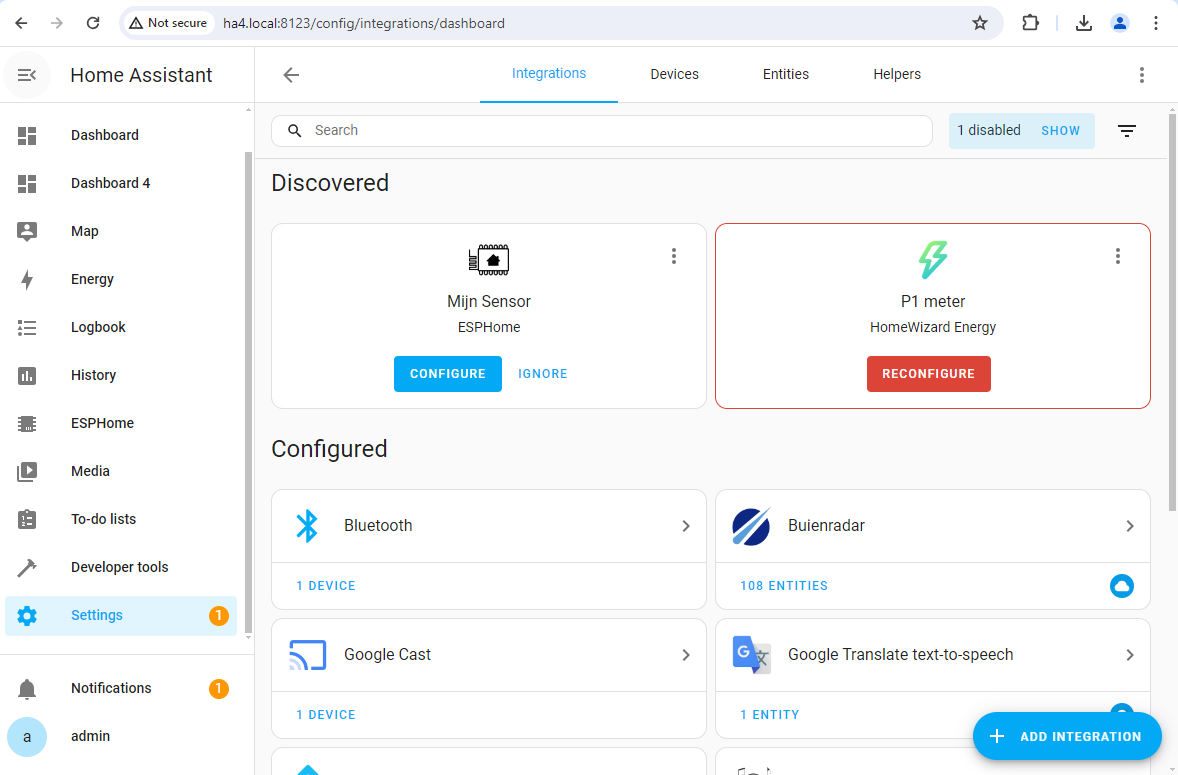 Not secure
ha4.local:8123/config/integrations/dashboard
Home Assistant
Integrations
Devices
Entities
Helpers
Dashboard
Dashboard 4
Map
Energy
Logbook
History
ESPHome
Media
To-do lists
Developer tools
Settings
1
Notifications
1
a
admin
Search
1 disabled
SHOW
Discovered
Mijn Sensor
ESPHome
CONFIGURE
IGNORE
P1 meter
HomeWizard Energy
RECONFIGURE
Configured
Bluetooth
1 DEVICE
Buienradar
108 ENTITIES
Google Cast
1 DEVICE
G
文
Google Translate text-to-speech
1 ENTITY
ADD INTEGRATION